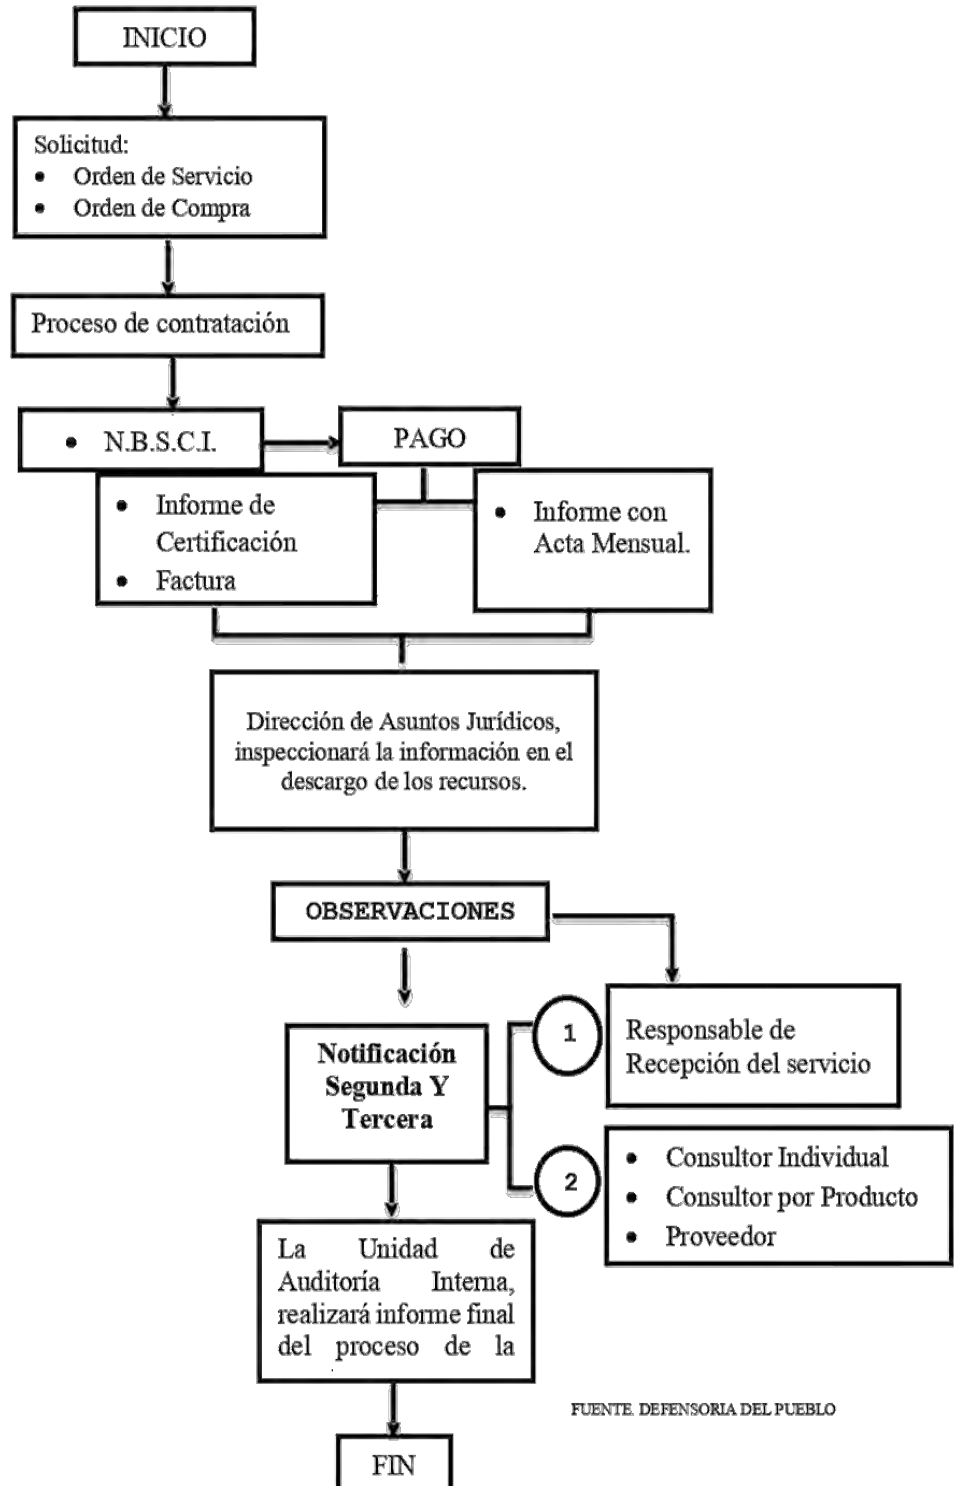 INICIO
Solicitud:
• Orden de Servicio
• Orden de Compra
Proceso de contratación
• N.B.S.C.I.
PAGO
• Informe de
Certificación
• Factura
• Informe con
Acta Mensual.
Dirección de Asuntos Jurídicos,
inspeccionará la información en el
descargo de los recursos.
OBSERVACIONES
Notificación
Segunda Y
Tercera
1
Responsable de
Recepción del servicio
2
• Consultor Individual
• Consultor por Producto
• Proveedor
La Unidad de
Auditoría Interna,
realizará informe final
del proceso de la
FUENTE. DEFENSORIA DEL PUEBLO
FIN